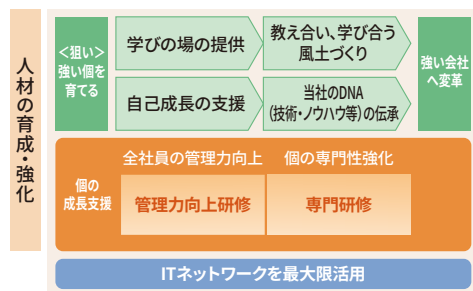 人材の育成・強化
＜狙い＞
強い個を
育てる
学びの場の提供
教え合い、学び合う
風土づくり
自己成長の支援
当社のDNA
（技術・ノウハウ等）の伝承
強い会社
へ変革
個の
成長支援
全社員の管理力向上
個の専門性強化
管理力向上研修
専門研修
ITネットワークを最大限活用